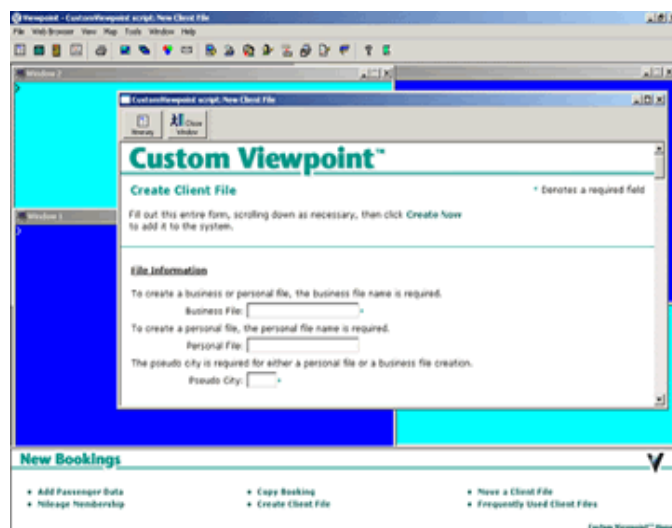 Viewpoint - CustomViewpoint script: New Client File
File Web Browser View Map Tools Window Help
Window 2
CustomViewpoint script: New Client File
Itinerary
Close Window
Custom Viewpoint™
Create Client File
* Denotes a required field
Fill out this entire form, scrolling down as necessary, then click Create Now
to add it to the system.
Window 1
File Information
To create a business or personal file, the business file name is required.
Business File: *
To create a personal file, the personal file name is required.
Personal File:
The pseudo city is required for either a personal file or a business file creation.
Pseudo City: *
New Bookings
• Add Passenger Data
• Copy Booking
• Move a Client File
• Mileage Membership
• Create Client File
• Frequently Used Client Files
Custom Viewpoint™